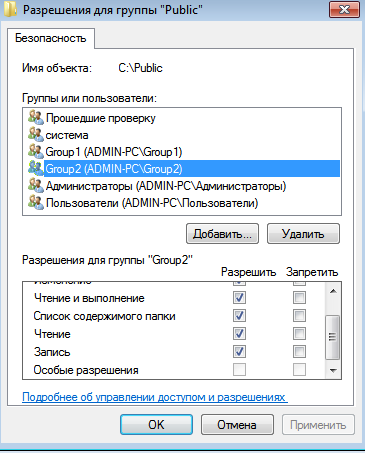 Разрешения для группы "Public"
Безопасность
Имя объекта: C:\Public
Группы или пользователи:
Прошедшие проверку
система
Group1 (ADMIN-PC\Group1)
Group2 (ADMIN-PC\Group2)
Администраторы (ADMIN-PC\Администраторы)
Пользователи (ADMIN-PC\Пользователи)
Добавить... Удалить
Разрешения для группы "Group2"
Разрешить Запретить
Изменение
Чтение и выполнение
Список содержимого папки
Чтение
Запись
Особые разрешения
Подробнее об управлении доступом и разрешениях
OK Отмена Применить